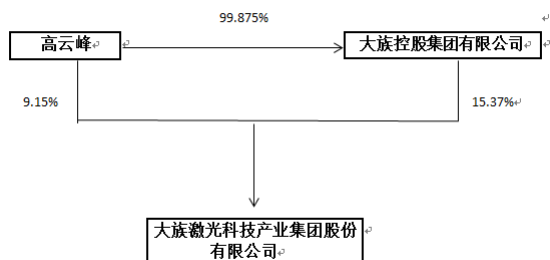 99.875%
高云峰
大族控股集团有限公司
9.15%
15.37%
大族激光科技产业集团股份
有限公司